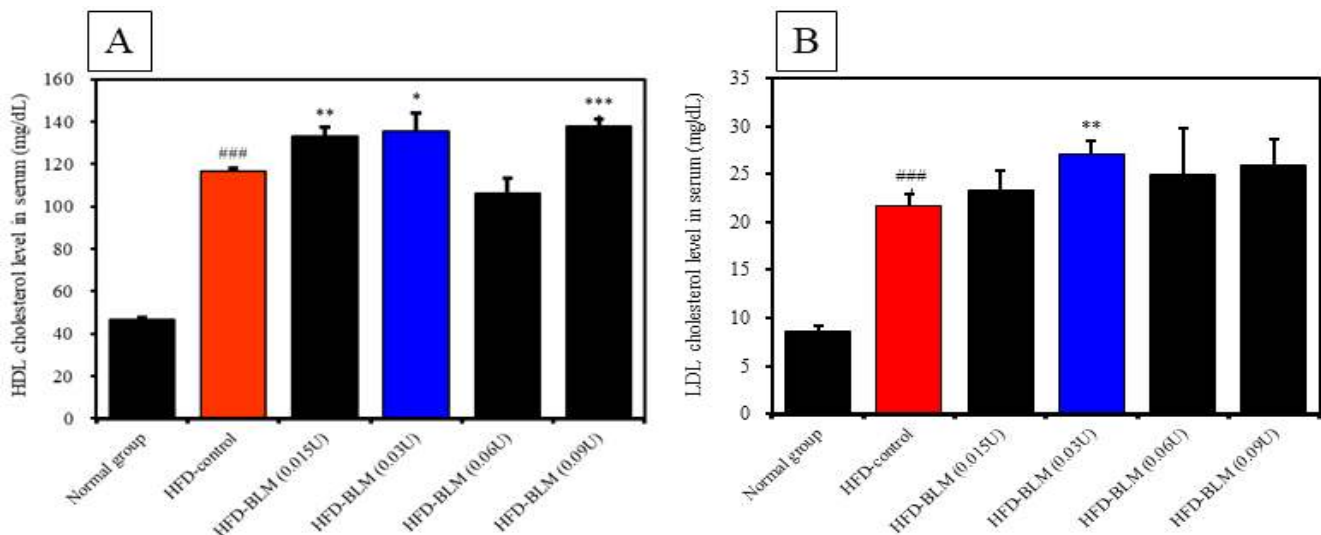 A
HDL cholesterol level in serum (mg/dL)
160
140
120
100
80
60
40
20
0
###
**
*
***
Normal group
HFD-control
HFD-BLM (0.015U)
HFD-BLM (0.03U)
HFD-BLM (0.06U)
HFD-BLM (0.09U)
B
LDL cholesterol level in serum (mg/dL)
35
30
25
20
15
10
5
0
###
**
Normal group
HFD-control
HFD-BLM (0.015U)
HFD-BLM (0.03U)
HFD-BLM (0.06U)
HFD-BLM (0.09U)